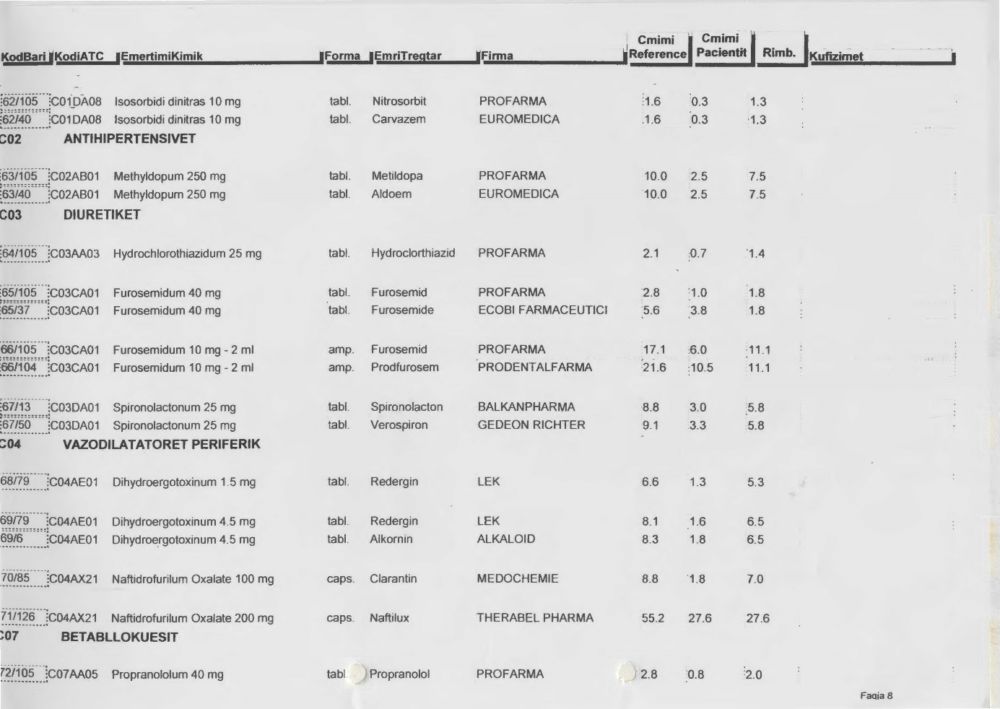 Cmimi Cmimi
KodBari KodiATC EmertimiKimik Forma EmriTregtar Firma Reference Pacientit Rimb. Kufizimet
62/105 C01DA08 Isosorbidi dinitras 10 mg tabl. Nitrosorbit PROFARMA 1.6 0.3 1.3
62/40 C01DA08 Isosorbidi dinitras 10 mg tabl. Carvazem EUROMEDICA 1.6 0.3 1.3
C02 ANTIHIPERTENSIVET
63/105 C02AB01 Methyldopum 250 mg tabl. Metildopa PROFARMA 10.0 2.5 7.5
63/40 C02AB01 Methyldopum 250 mg tabl. Aldoem EUROMEDICA 10.0 2.5 7.5
C03 DIURETIKET
64/105 C03AA03 Hydrochlorothiazidum 25 mg tabl. Hydroclorthiazid PROFARMA 2.1 0.7 1.4
65/105 C03CA01 Furosemidum 40 mg tabl. Furosemid PROFARMA 2.8 1.0 1.8
65/37 C03CA01 Furosemidum 40 mg tabl. Furosemide ECOBI FARMACEUTICI 5.6 3.8 1.8
66/105 C03CA01 Furosemidum 10 mg - 2 ml amp. Furosemid PROFARMA 17.1 6.0 11.1
66/104 C03CA01 Furosemidum 10 mg - 2 ml amp. Prodfurosem PRODENTALFARMA 21.6 10.5 11.1
67/13 C03DA01 Spironolactonum 25 mg tabl. Spironolacton BALKANPHARMA 8.8 3.0 5.8
67/50 C03DA01 Spironolactonum 25 mg tabl. Verospiron GEDEON RICHTER 9.1 3.3 5.8
C04 VAZODILATATORET PERIFERIK
68/79 C04AE01 Dihydroergotoxinum 1.5 mg tabl. Redergin LEK 6.6 1.3 5.3
69/79 C04AE01 Dihydroergotoxinum 4.5 mg tabl. Redergin LEK 8.1 1.6 6.5
69/6 C04AE01 Dihydroergotoxinum 4.5 mg tabl. Alkornin ALKALOID 8.3 1.8 6.5
70/85 C04AX21 Naftidrofurilum Oxalate 100 mg caps. Clarantin MEDOCHEMIE 8.8 1.8 7.0
71/126 C04AX21 Naftidrofurilum Oxalate 200 mg caps. Naftilux THERABEL PHARMA 55.2 27.6 27.6
C07 BETABLLOKUESIT
72/105 C07AA05 Propranololum 40 mg tabl. Propranolol PROFARMA 2.8 0.8 2.0
Faqja 8